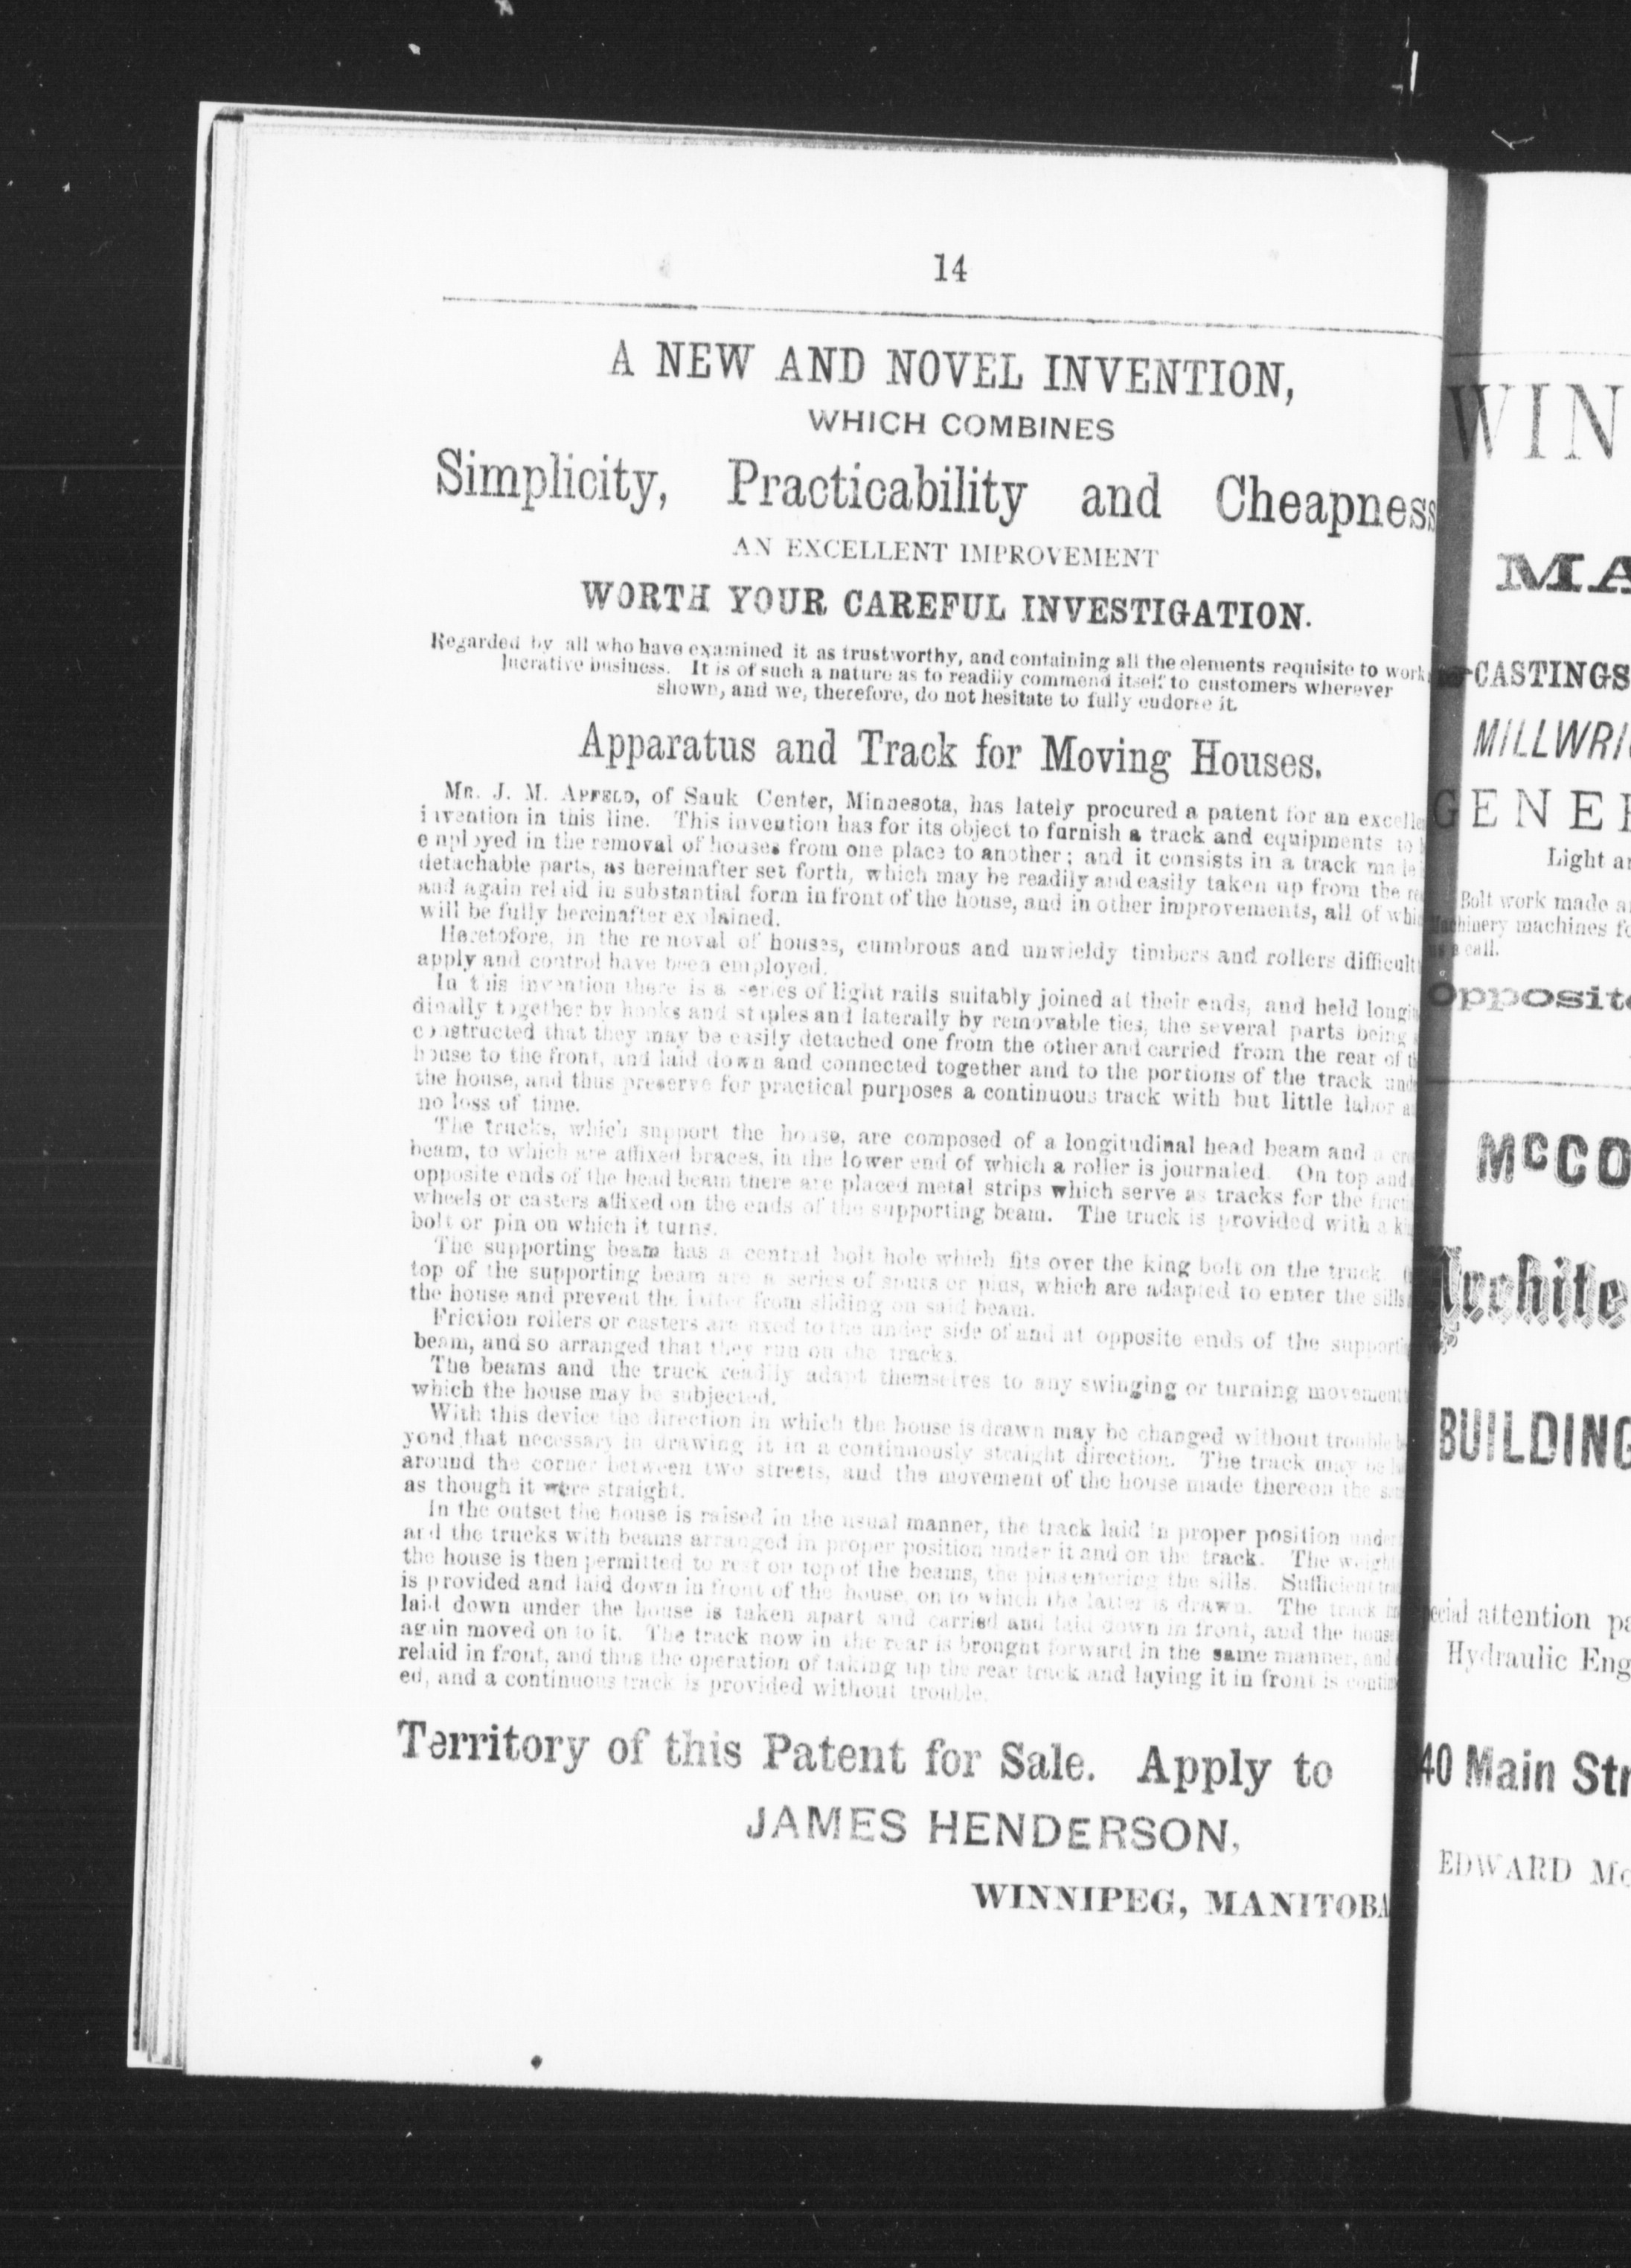 14
A NEW AND NOVEL INVENTION,
WHICH COMBINES
Simplicity, Practicability and Cheapness
AN EXCELLENT IMPROVEMENT
WORTH YOUR CAREFUL INVESTIGATION.
Regarded by all who have examined it as trustworthy, and containing all the elements requisite to work
lucrative business. It is of such a nature as to readily commend itself to customers wherever
shown, and we, therefore, do not hesitate to fully endorse it.
Apparatus and Track for Moving Houses.
MR. J. M. APFELD, of Sauk Center, Minnesota, has lately procured a patent for an excelle
invention in this line. This invention has for its object to furnish a track and equipments to
employed in the removal of houses from one place to another; and it consists in a track made
detachable parts, as hereinafter set forth, which may be readily and easily taken up from the
and again relaid in substantial form in front of the house, and in other improvements, all of whi
will be fully hereinafter explained.
Heretofore, in the removal of houses, cumbrous and unwieldy timbers and rollers difficult
apply and control have been employed.
In this invention there is a series of light rails suitably joined at their ends, and held longi
dinally together by hooks and staples and laterally by removable ties, the several parts being
constructed that they may be easily detached one from the other and carried from the rear of
house to the front, and laid down and connected together and to the portions of the track und
the house, and thus preserve for practical purposes a continuous track with but little labor
no loss of time.
The trucks, which support the house, are composed of a longitudinal head beam and a
beam, to which are affixed braces, in the lower end of which a roller is journaled. On top and
opposite ends of the head beam there are placed metal strips which serve as tracks for the fricti
wheels or casters affixed on the ends of the supporting beam. The truck is provided with a
bolt or pin on which it turns.
The supporting beam has a central bolt hole which fits over the king bolt on the truck.
top of the supporting beam are a series of spurs or pins, which are adapted to enter the sills
the house and prevent the latter from sliding on said beam.
Friction rollers or casters are fixed to the under side of and at opposite ends of the supporti
beam, and so arranged that they run on the tracks.
The beams and the truck readily adapt themselves to any swinging or turning movement
which the house may be subjected.
With this device the direction in which the house is drawn may be changed without trouble
yond that necessary in drawing it in a continuously straight direction. The track may be
around the corner between two streets, and the movement of the house made thereon the
as though it were straight.
In the outset the house is raised in the usual manner, the track laid in proper position under
and the trucks with beams arranged in proper position under it and on the track. The weight
the house is then permitted to rest on top of the beams, the pins entering the sills. Sufficient
is provided and laid down in front of the house, on to which the latter is drawn. The track
laid down under the house is taken apart and carried and laid down in front, and the house
again moved on to it. The track now in the rear is brought forward in the same manner, and
relaid in front, and thus the operation of taking up the rear track and laying it in front is contin
ed, and a continuous track is provided without trouble.
Territory of this Patent for Sale. Apply to
JAMES HENDERSON,
WINNIPEG, MANITOBA
WIN
MA
CASTINGS
MILLWRI
GENE
Light a
Bolt work made a
Machinery machines f
us a call.
Opposite
McCO
Archite
BUILDING
ecial attention pa
Hydraulic Eng
40 Main Str
EDWARD Mc